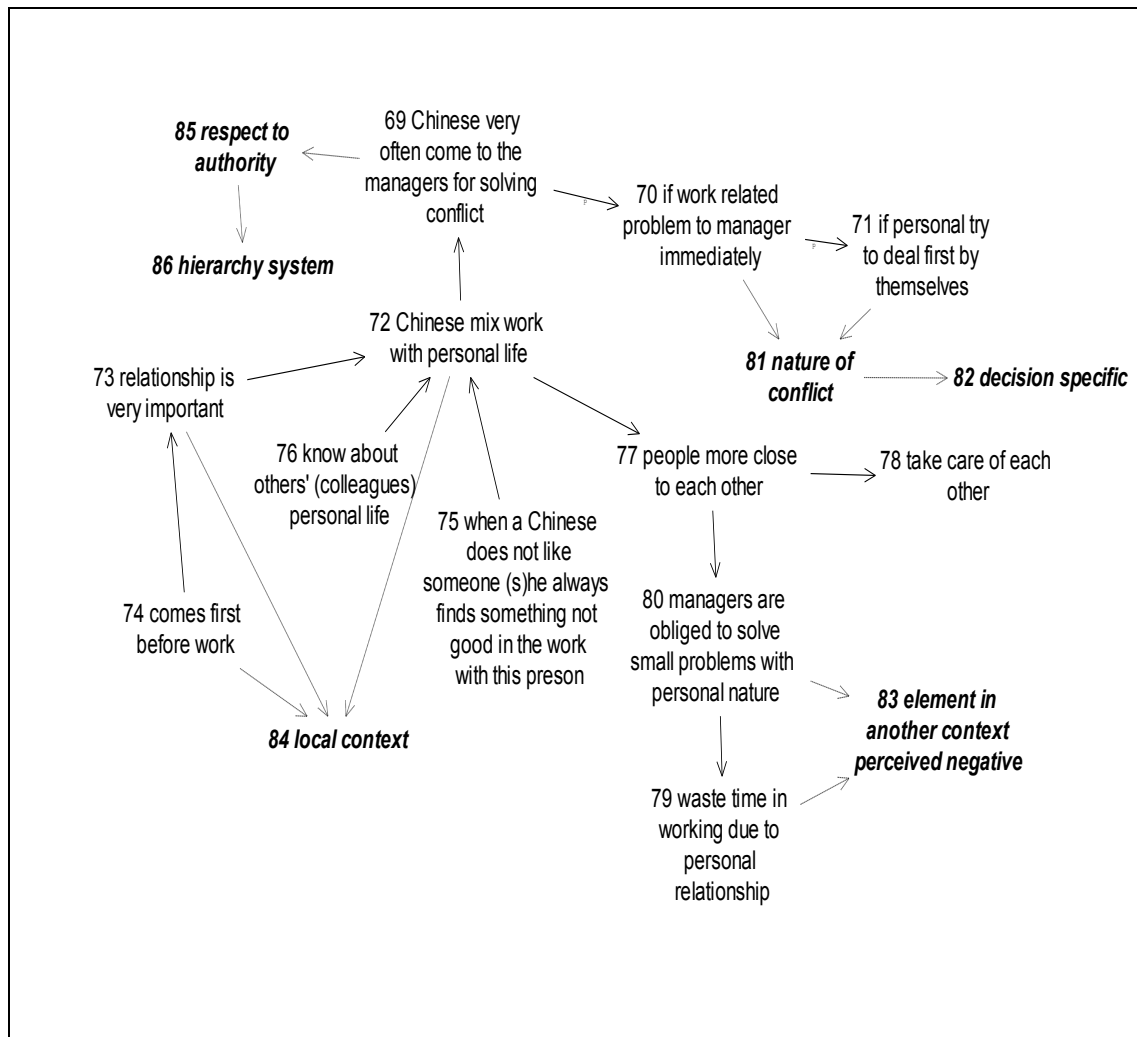 69 Chinese very
often come to the
managers for solving
conflict
85 respect to
authority
86 hierarchy system
70 if work related
problem to manager
immediately
P
P
71 if personal try
to deal first by
themselves
72 Chinese mix work
with personal life
73 relationship is
very important
81 nature of
conflict
82 decision specific
76 know about
others' (colleagues)
personal life
77 people more close
to each other
78 take care of each
other
75 when a Chinese
does not like
someone (s)he always
finds something not
good in the work
with this preson
74 comes first
before work
80 managers are
obliged to solve
small problems with
personal nature
84 local context
83 element in
another context
perceived negative
79 waste time in
working due to
personal
relationship